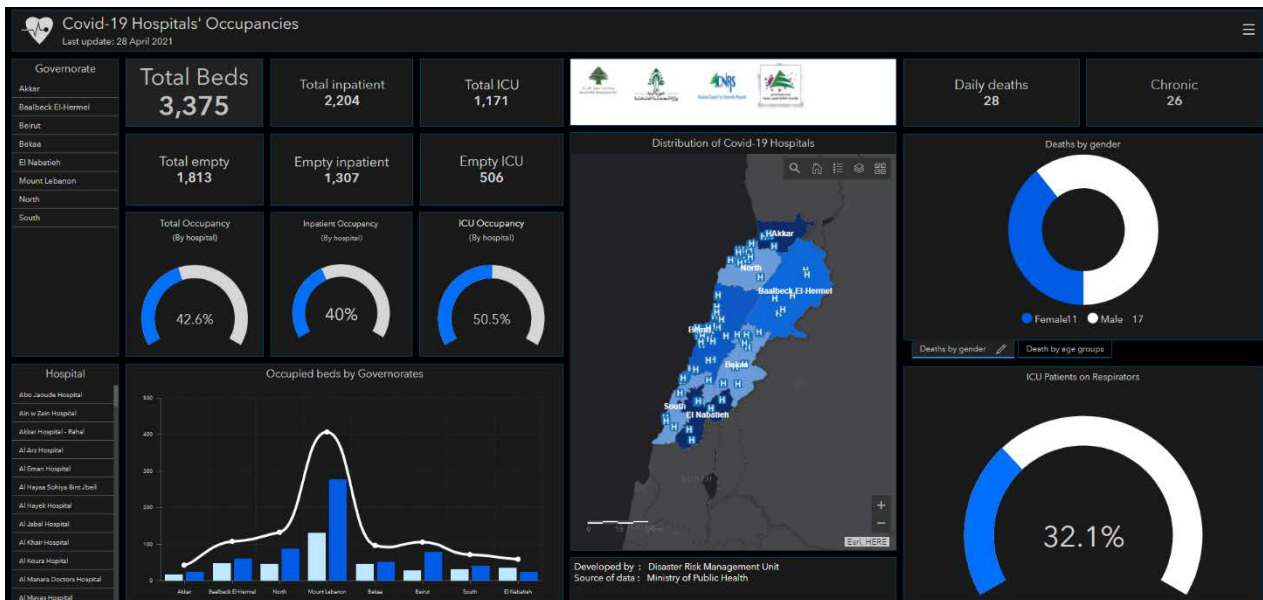 Covid-19 Hospitals' Occupancies
Last update: 28 April 2021
Governorate
Akker
Baalbeck El-Hermel
Beirut
Bekaa
El Nabatieh
Mount Lebanon
North
South
Total Beds
3,375
Total inpatient
2,204
Total ICU
1,171
Total empty
1,813
Empty inpatient
1,307
Empty ICU
506
Total Occupancy
(By hospital)
42.6%
Inpatient Occupancy
(By hospital)
40%
ICU Occupancy
(By hospital)
50.5%
CNRS
Daily deaths
28
Chronic
26
Distribution of Covid-19 Hospitals
Akkar
North
Baalbeck El-Hermel
Bekaa
South
El Nabatieh
Esri, HERE
Developed by : Disaster Risk Management Unit
Source of data : Ministry of Public Health
Deaths by gender
Female11
Male 17
Deaths by gender
Death by age groups
ICU Patients on Respirators
32.1%
Hospital
Abo Jaoude Hospital
Ain w Zain Hospital
Akkar Hospital - Rahal
Al Arz Hospital
Al Eman Hospital
Al Hayaa Sohiya Bint Jbeil
Al Hayek Hospital
Al Jabal Hospital
Al Khair Hospital
Al Koura Hopital
Al Manara Doctors Hospital
Al Mayas Hospital
Occupied beds by Governorates
500
400
300
200
100
0
Akkar
Baalbeck El-Hermel
North
Mount Lebanon
Bekaa
Beirut
South
El Nabatieh